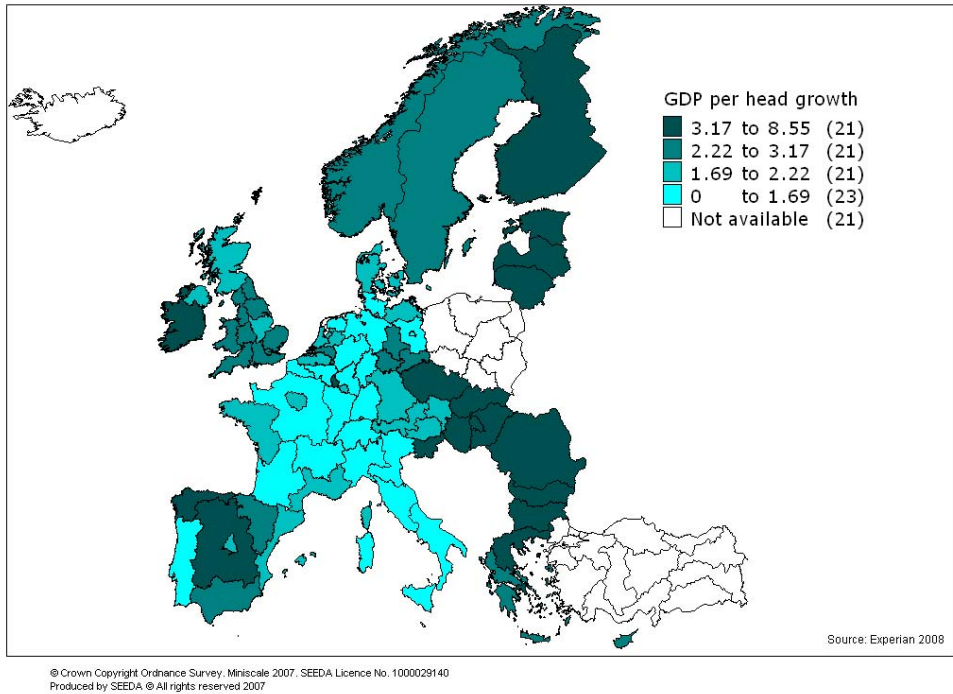 GDP per head growth
3.17 to 8.55 (21)
2.22 to 3.17 (21)
1.69 to 2.22 (21)
0 to 1.69 (23)
Not available (21)
Source: Experian 2008
© Crown Copyright Ordnance Survey. Miniscale 2007. SEEDA Licence No. 1000029140
Produced by SEEDA © All rights reserved 2007